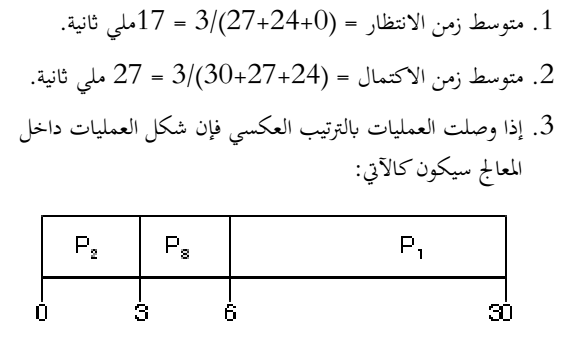 1. متوسط زمن الانتظار = (0+24+27)/3 = 17ملي ثانية.
2. متوسط زمن الاكتمال = (24+27+30)/3 = 27 ملي ثانية.
3. إذا وصلت العمليات بالترتيب العكسي فإن شكل العمليات داخل
المعالج سيكون كالآتي:
P₂ P₃ P₁
0 3 6 30